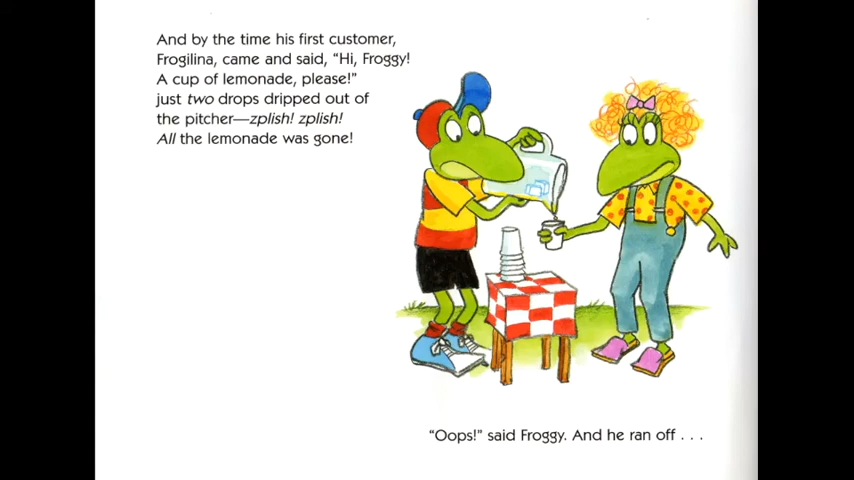 And by the time his first customer,
Frogilina, came and said, “Hi, Froggy!
A cup of lemonade, please!”
just two drops dripped out of
the pitcher—zplish! zplish!
All the lemonade was gone!
“Oops!” said Froggy. And he ran off . . .